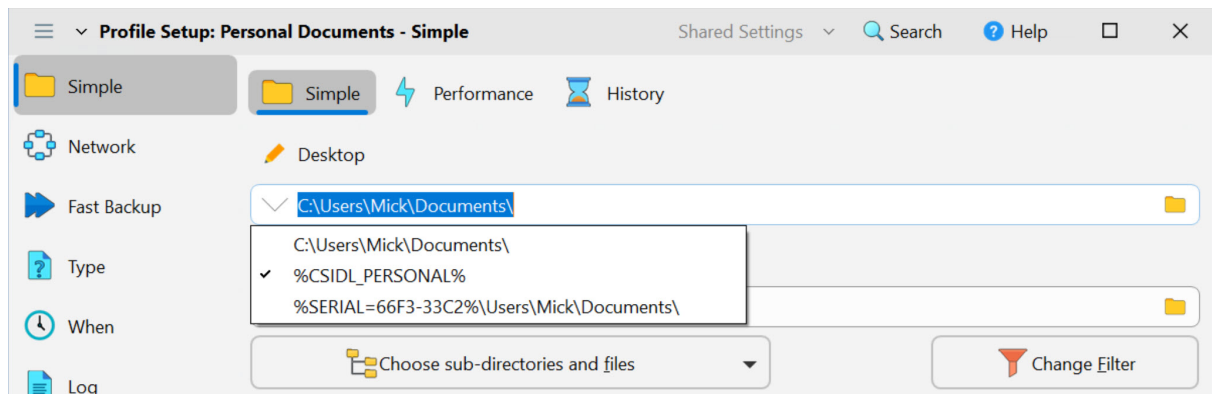 Profile Setup: Personal Documents - Simple
Shared Settings
Search
Help
Simple
Simple
Performance
History
Network
Desktop
Fast Backup
C:\Users\Mick\Documents\
C:\Users\Mick\Documents\
Type
%CSIDL_PERSONAL%
%SERIAL=66F3-33C2%\Users\Mick\Documents\
When
Choose sub-directories and files
Change Filter
Log